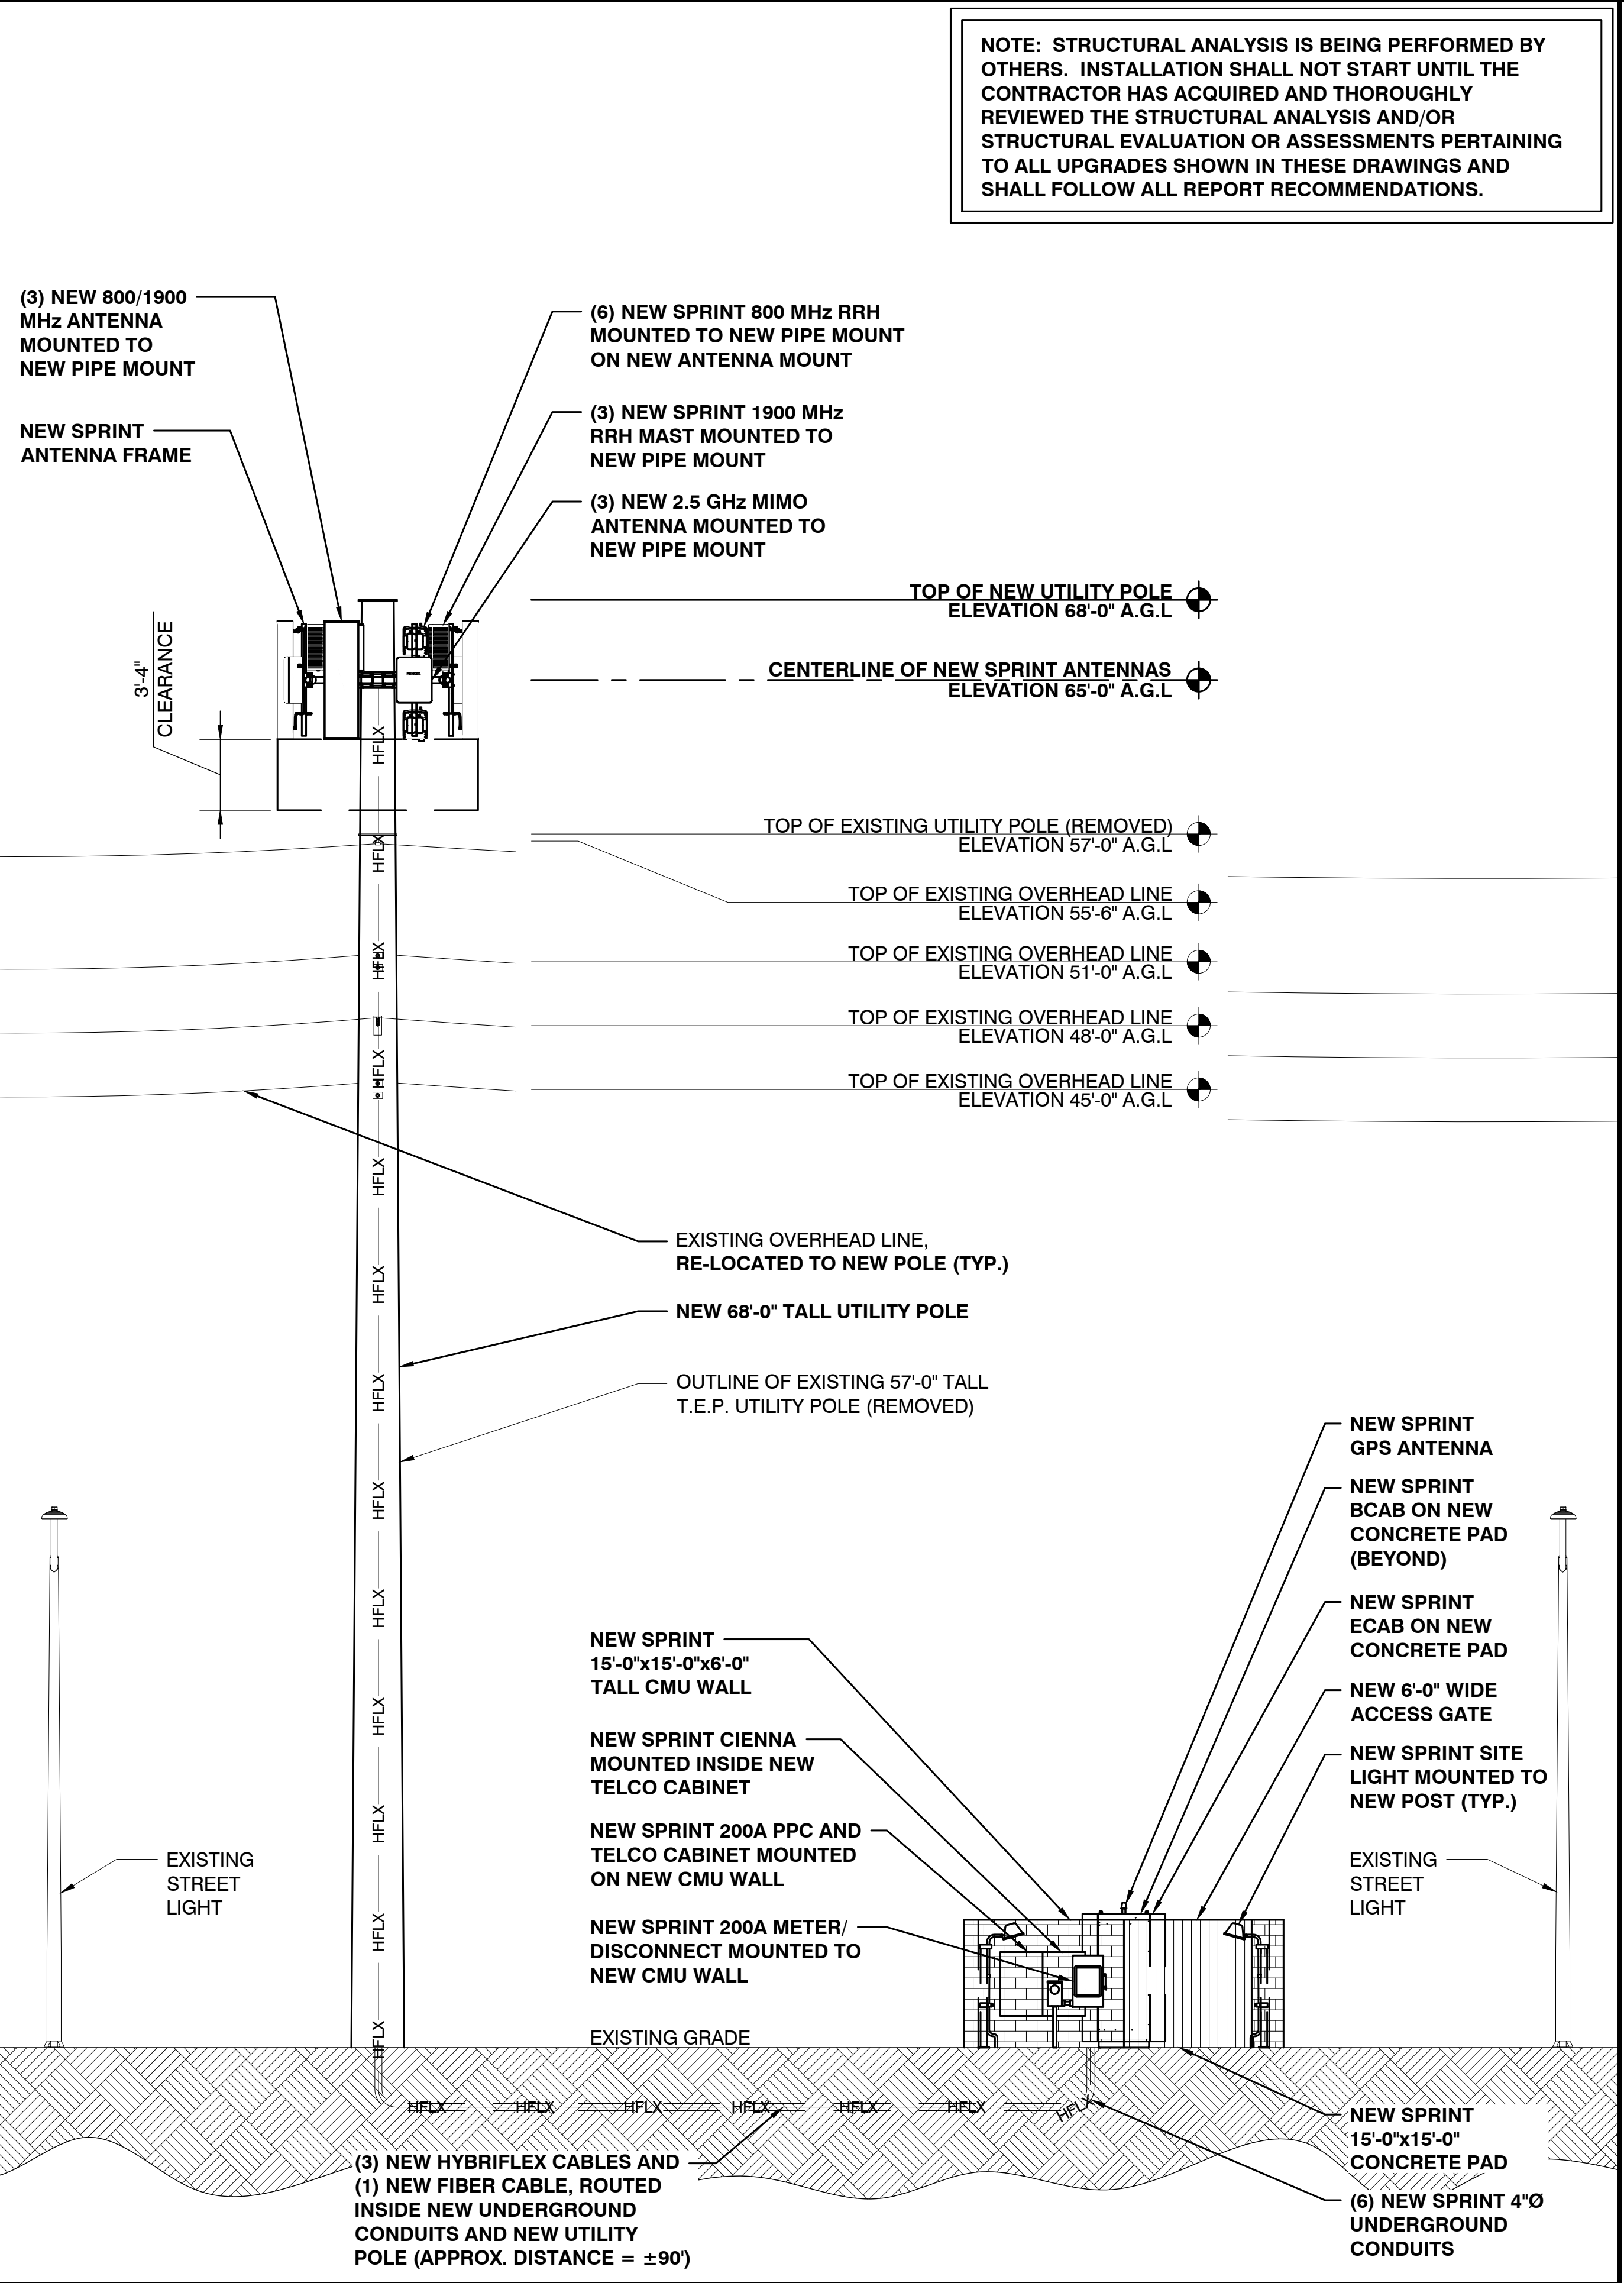 NOTE: STRUCTURAL ANALYSIS IS BEING PERFORMED BY
OTHERS. INSTALLATION SHALL NOT START UNTIL THE
CONTRACTOR HAS ACQUIRED AND THOROUGHLY
REVIEWED THE STRUCTURAL ANALYSIS AND/OR
STRUCTURAL EVALUATION OR ASSESSMENTS PERTAINING
TO ALL UPGRADES SHOWN IN THESE DRAWINGS AND
SHALL FOLLOW ALL REPORT RECOMMENDATIONS.
(3) NEW 800/1900
MHz ANTENNA
MOUNTED TO
NEW PIPE MOUNT
NEW SPRINT
ANTENNA FRAME
(6) NEW SPRINT 800 MHz RRH
MOUNTED TO NEW PIPE MOUNT
ON NEW ANTENNA MOUNT
(3) NEW SPRINT 1900 MHz
RRH MAST MOUNTED TO
NEW PIPE MOUNT
(3) NEW 2.5 GHz MIMO
ANTENNA MOUNTED TO
NEW PIPE MOUNT
TOP OF NEW UTILITY POLE
ELEVATION 68'-0" A.G.L
CENTERLINE OF NEW SPRINT ANTENNAS
ELEVATION 65'-0" A.G.L
NOKIA
3'-4"
CLEARANCE
HFLX
TOP OF EXISTING UTILITY POLE (REMOVED)
ELEVATION 57'-0" A.G.L
HFLX
TOP OF EXISTING OVERHEAD LINE
ELEVATION 55'-6" A.G.L
TOP OF EXISTING OVERHEAD LINE
ELEVATION 51'-0" A.G.L
HFLX
TOP OF EXISTING OVERHEAD LINE
ELEVATION 48'-0" A.G.L
HFLX
TOP OF EXISTING OVERHEAD LINE
ELEVATION 45'-0" A.G.L
HFLX
EXISTING OVERHEAD LINE,
RE-LOCATED TO NEW POLE (TYP.)
HFLX
NEW 68'-0" TALL UTILITY POLE
HFLX
OUTLINE OF EXISTING 57'-0" TALL
T.E.P. UTILITY POLE (REMOVED)
HFLX
HFLX
HFLX
HFLX
HFLX
HFLX
NEW SPRINT
GPS ANTENNA
NEW SPRINT
BCAB ON NEW
CONCRETE PAD
(BEYOND)
NEW SPRINT
ECAB ON NEW
CONCRETE PAD
NEW 6'-0" WIDE
ACCESS GATE
NEW SPRINT SITE
LIGHT MOUNTED TO
NEW POST (TYP.)
EXISTING
STREET
LIGHT
NEW SPRINT
15'-0"x15'-0"x6'-0"
TALL CMU WALL
NEW SPRINT CIENNA
MOUNTED INSIDE NEW
TELCO CABINET
NEW SPRINT 200A PPC AND
TELCO CABINET MOUNTED
ON NEW CMU WALL
NEW SPRINT 200A METER/
DISCONNECT MOUNTED TO
NEW CMU WALL
EXISTING
STREET
LIGHT
EXISTING GRADE
HFLX HFLX HFLX HFLX HFLX HFLX HFLX
(3) NEW HYBRIFLEX CABLES AND
(1) NEW FIBER CABLE, ROUTED
INSIDE NEW UNDERGROUND
CONDUITS AND NEW UTILITY
POLE (APPROX. DISTANCE = ±90')
NEW SPRINT
15'-0"x15'-0"
CONCRETE PAD
(6) NEW SPRINT 4"Ø
UNDERGROUND
CONDUITS